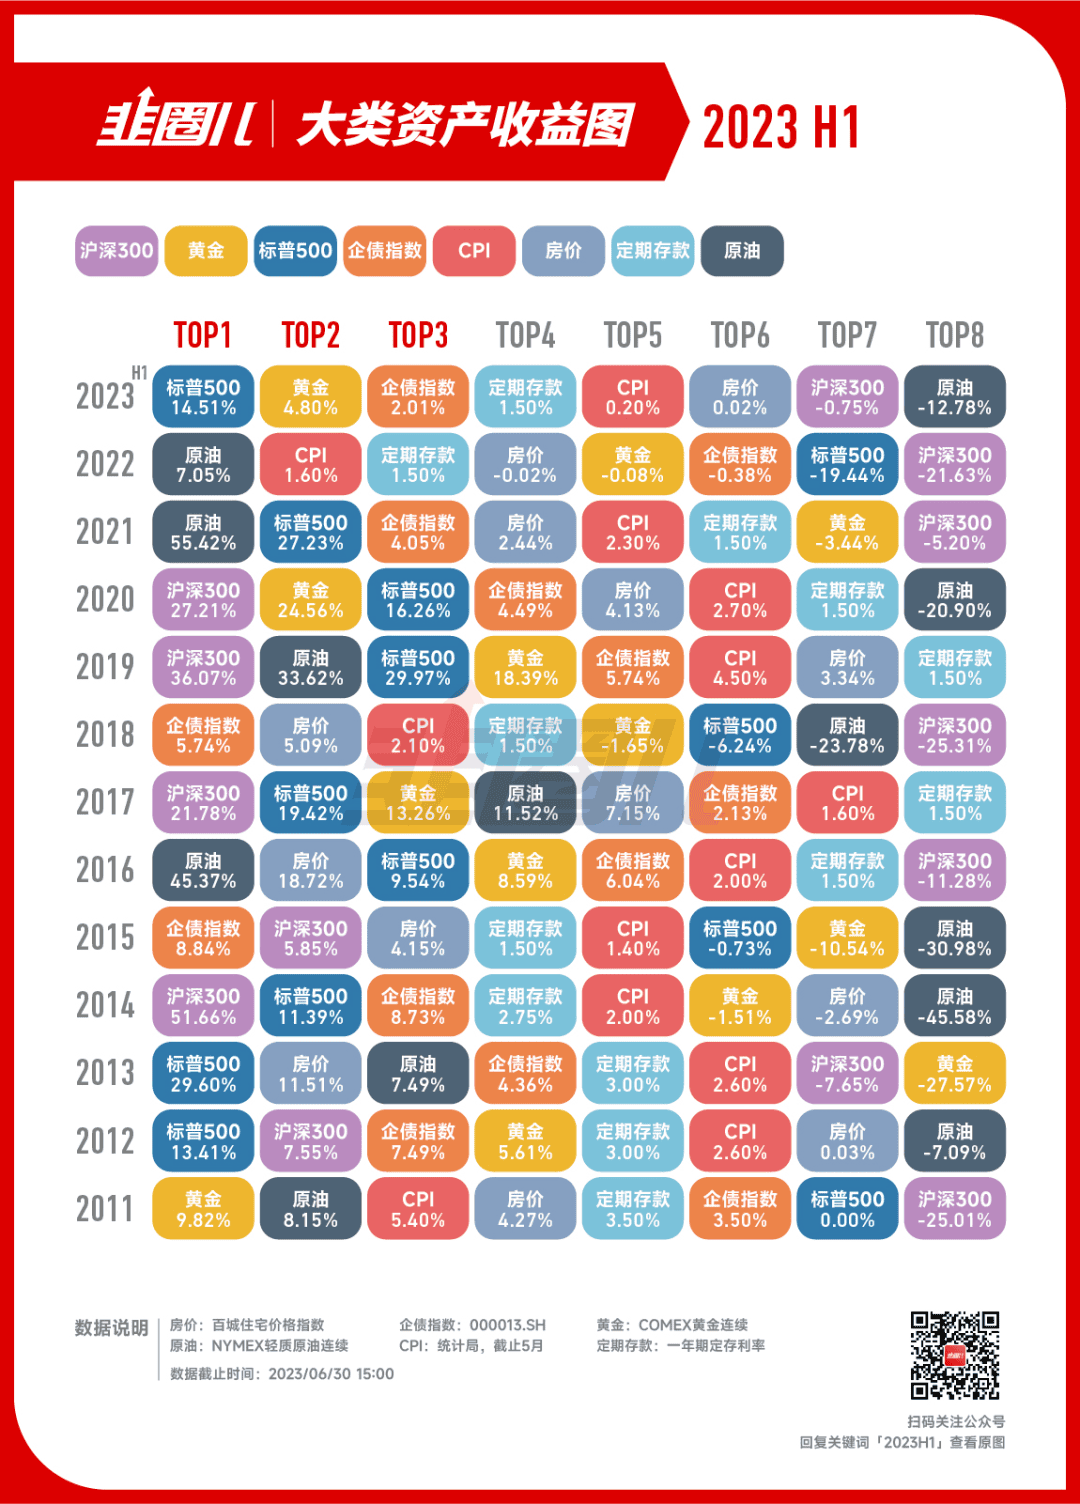 韭圈儿 大类资产收益图 2023 H1
沪深300 黄金 标普500 企债指数 CPI 房价 定期存款 原油
TOP1 TOP2 TOP3 TOP4 TOP5 TOP6 TOP7 TOP8
2023 H1 标普500 黄金 企债指数 定期存款 CPI 房价 沪深300 原油
14.51% 4.80% 2.01% 1.50% 0.20% 0.02% -0.75% -12.78%
2022 原油 CPI 定期存款 房价 黄金 企债指数 标普500 沪深300
7.05% 1.60% 1.50% -0.02% -0.08% -0.38% -19.44% -21.63%
2021 原油 标普500 企债指数 房价 CPI 定期存款 黄金 沪深300
55.42% 27.23% 4.05% 2.44% 2.30% 1.50% -3.44% -5.20%
2020 沪深300 黄金 标普500 企债指数 房价 CPI 定期存款 原油
27.21% 24.56% 16.26% 4.49% 4.13% 2.70% 1.50% -20.90%
2019 沪深300 原油 标普500 黄金 企债指数 CPI 房价 定期存款
36.07% 33.62% 29.97% 18.39% 5.74% 4.50% 3.34% 1.50%
2018 企债指数 房价 CPI 定期存款 黄金 标普500 原油 沪深300
5.74% 5.09% 2.10% 1.50% -1.65% -6.24% -23.78% -25.31%
2017 沪深300 标普500 黄金 原油 房价 企债指数 CPI 定期存款
21.78% 19.42% 13.26% 11.52% 7.15% 2.13% 1.60% 1.50%
2016 原油 房价 标普500 黄金 企债指数 CPI 定期存款 沪深300
45.37% 18.72% 9.54% 8.59% 6.04% 2.00% 1.50% -11.28%
2015 企债指数 沪深300 房价 定期存款 CPI 标普500 黄金 原油
8.84% 5.85% 4.15% 1.50% 1.40% -0.73% -10.54% -30.98%
2014 沪深300 标普500 企债指数 定期存款 CPI 黄金 房价 原油
51.66% 11.39% 8.73% 2.75% 2.00% -1.51% -2.69% -45.58%
2013 标普500 房价 原油 企债指数 定期存款 CPI 沪深300 黄金
29.60% 11.51% 7.49% 4.36% 3.00% 2.60% -7.65% -27.57%
2012 标普500 沪深300 企债指数 黄金 定期存款 CPI 房价 原油
13.41% 7.55% 7.49% 5.61% 3.00% 2.60% 0.03% -7.09%
2011 黄金 原油 CPI 房价 定期存款 企债指数 标普500 沪深300
9.82% 8.15% 5.40% 4.27% 3.50% 3.50% 0.00% -25.01%
韭圈儿
数据说明 房价：百城住宅价格指数 企债指数：000013.SH 黄金：COMEX黄金连续
原油：NYMEX轻质原油连续 CPI：统计局，截止5月 定期存款：一年期定存利率
数据截止时间：2023/06/30 15:00
韭圈儿
扫码关注公众号
回复关键词「2023H1」查看原图